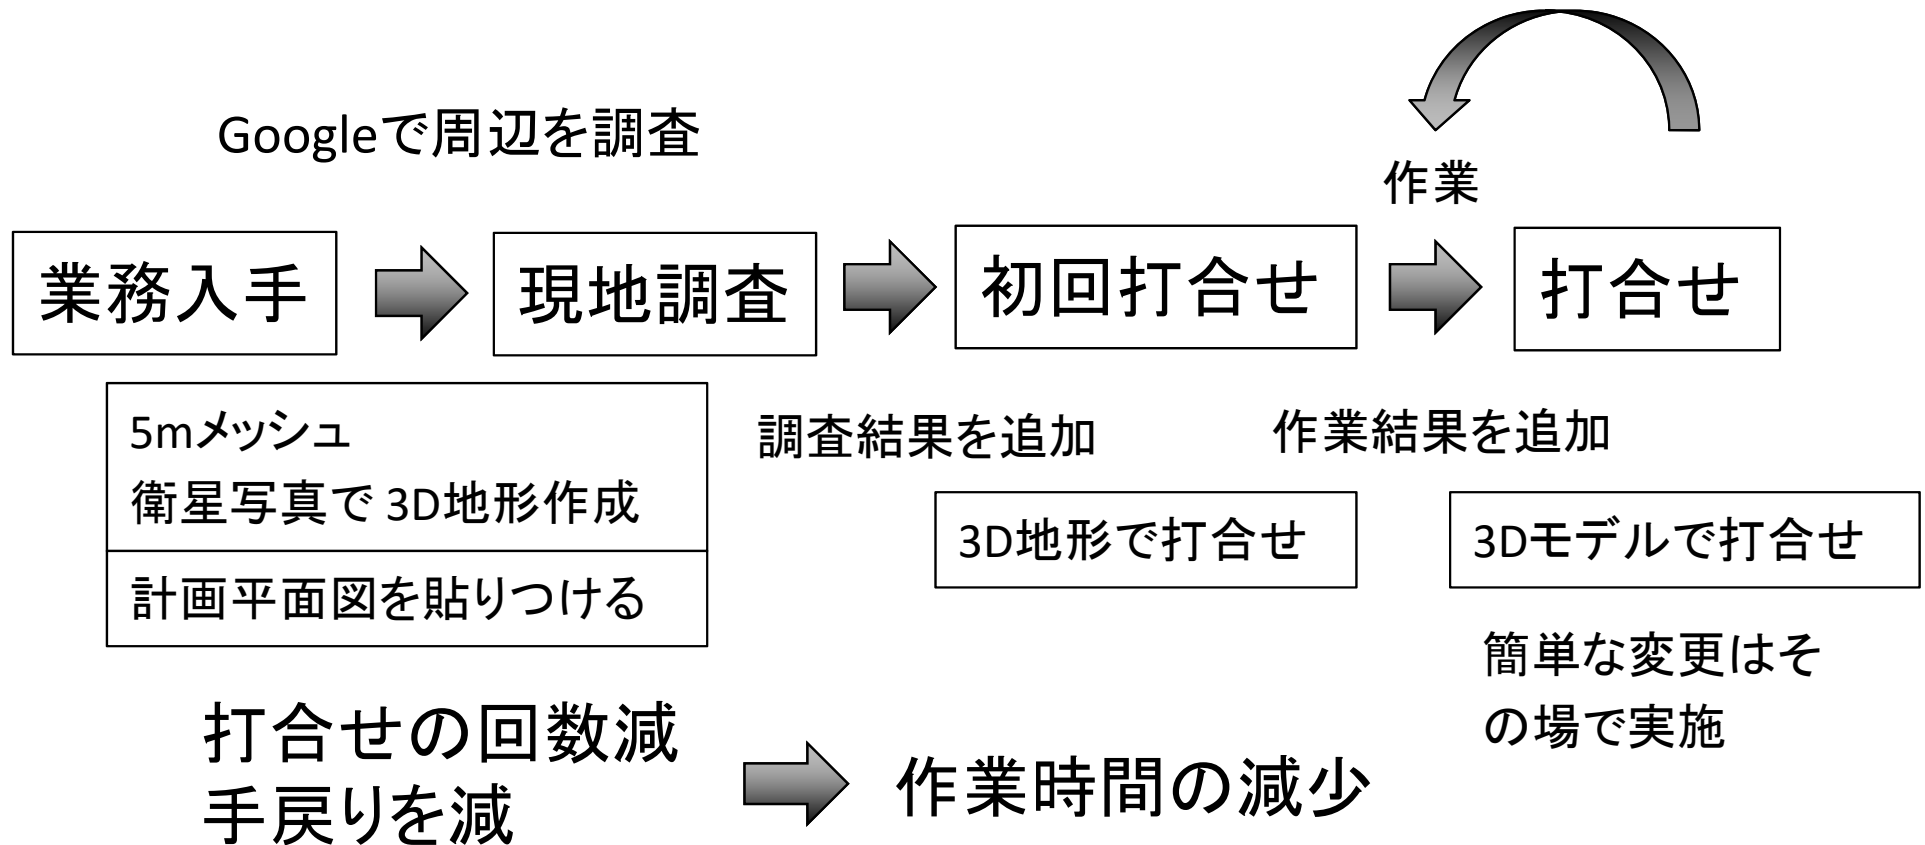 Googleで周辺を調査
作業
業務入手
現地調査
初回打合せ
打合せ
5mメッシュ
衛星写真で3D地形作成
計画平面図を貼りつける
調査結果を追加
作業結果を追加
3D地形で打合せ
3Dモデルで打合せ
簡単な変更はそ
の場で実施
打合せの回数減
手戻りを減
作業時間の減少